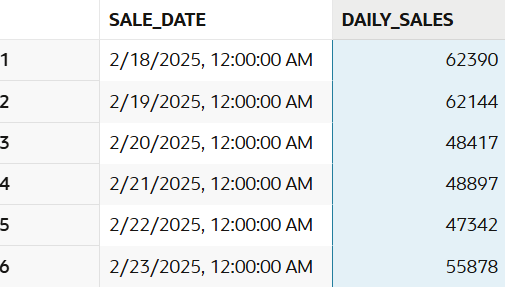 SALE_DATE DAILY_SALES
1 2/18/2025, 12:00:00 AM 62390
2 2/19/2025, 12:00:00 AM 62144
3 2/20/2025, 12:00:00 AM 48417
4 2/21/2025, 12:00:00 AM 48897
5 2/22/2025, 12:00:00 AM 47342
6 2/23/2025, 12:00:00 AM 55878